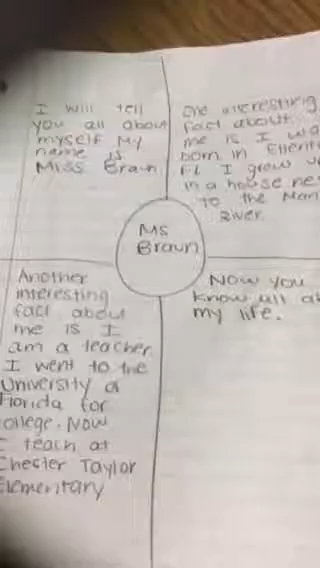 I will tell
you all about
myself My
name is
Miss Braun
One interesting
fact about
me is I wa
born in Ellent
FL I grew u
in a house ne
to the Man
River.
Ms
Braun
Another
interesting
fact about
me is I
am a teacher
I went to the
University o
Florida for
college. Now
I teach at
Chester Taylor
Elementary
Now you
know all ab
my life.